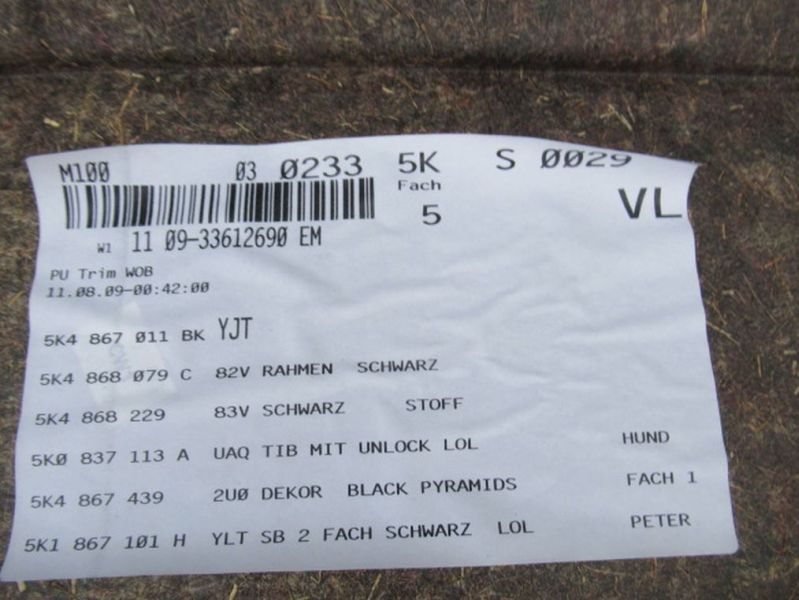 M100 03 0233 5K S 0029
Fach
5 VL
W1 11 09-33612690 EM
PU Trim WOB
11.08.09-00:42:00
5K4 867 011 BK YJT
5K4 868 079 C 82V RAHMEN SCHWARZ
5K4 868 229 83V SCHWARZ STOFF
5K0 837 113 A UAQ TIB MIT UNLOCK LOL HUND
5K4 867 439 2U0 DEKOR BLACK PYRAMIDS FACH 1
5K1 867 101 H YLT SB 2 FACH SCHWARZ LOL PETER